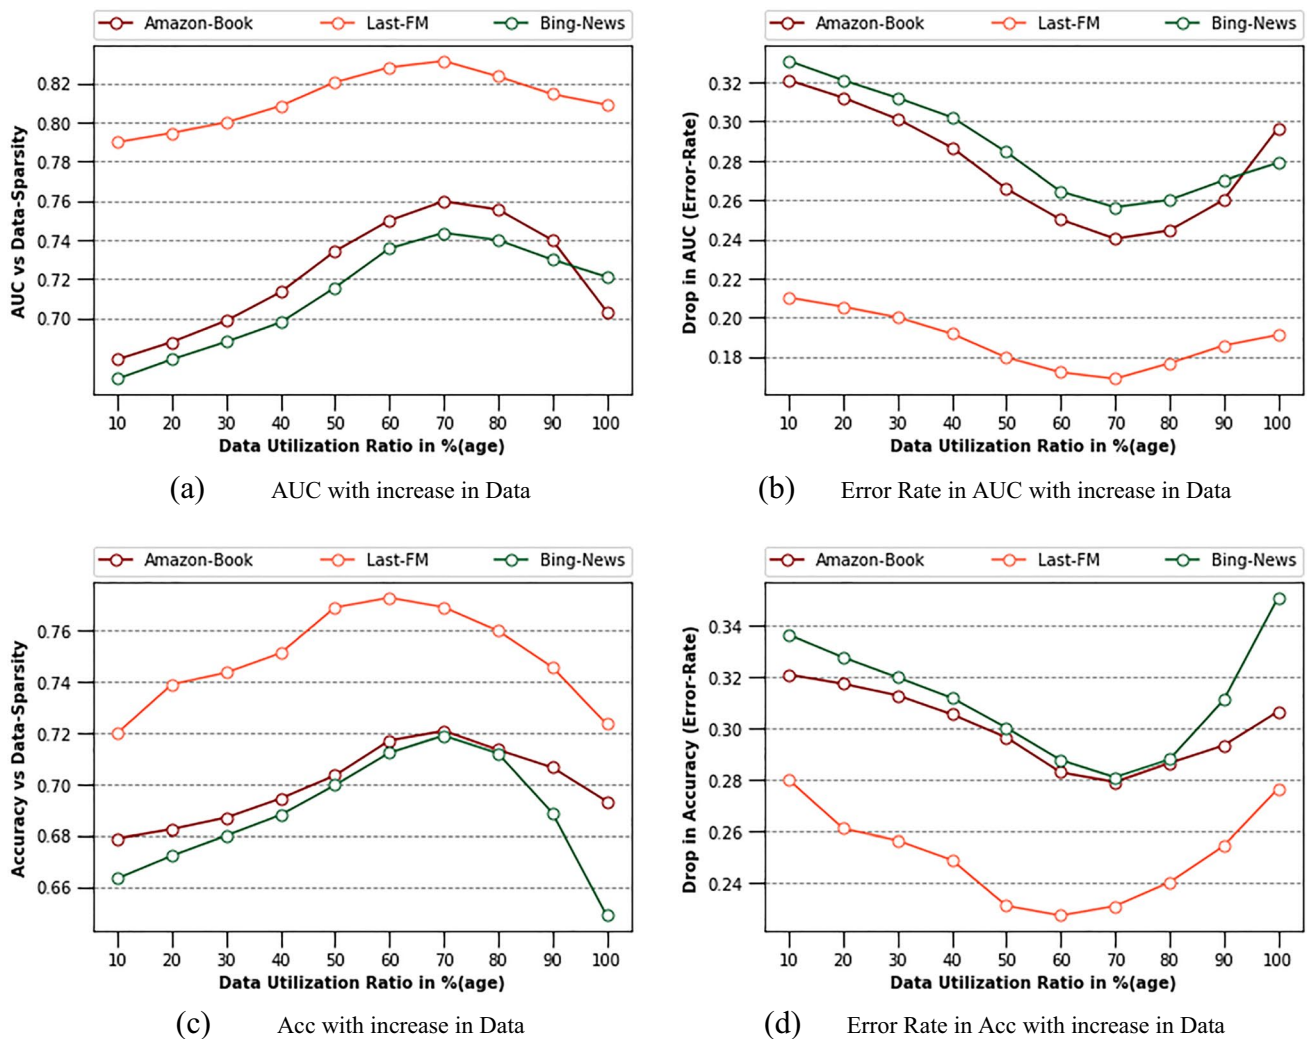 Amazon-Book Last-FM Bing-News
AUC vs Data-Sparsity
0.82
0.80
0.78
0.76
0.74
0.72
0.70
10 20 30 40 50 60 70 80 90 100
Data Utilization Ratio in %(age)
(a) AUC with increase in Data
Amazon-Book Last-FM Bing-News
Drop in AUC (Error-Rate)
0.32
0.30
0.28
0.26
0.24
0.22
0.20
0.18
10 20 30 40 50 60 70 80 90 100
Data Utilization Ratio in %(age)
(b) Error Rate in AUC with increase in Data
Amazon-Book Last-FM Bing-News
Accuracy vs Data-Sparsity
0.76
0.74
0.72
0.70
0.68
0.66
10 20 30 40 50 60 70 80 90 100
Data Utilization Ratio in %(age)
(c) Acc with increase in Data
Amazon-Book Last-FM Bing-News
Drop in Accuracy (Error-Rate)
0.34
0.32
0.30
0.28
0.26
0.24
10 20 30 40 50 60 70 80 90 100
Data Utilization Ratio in %(age)
(d) Error Rate in Acc with increase in Data